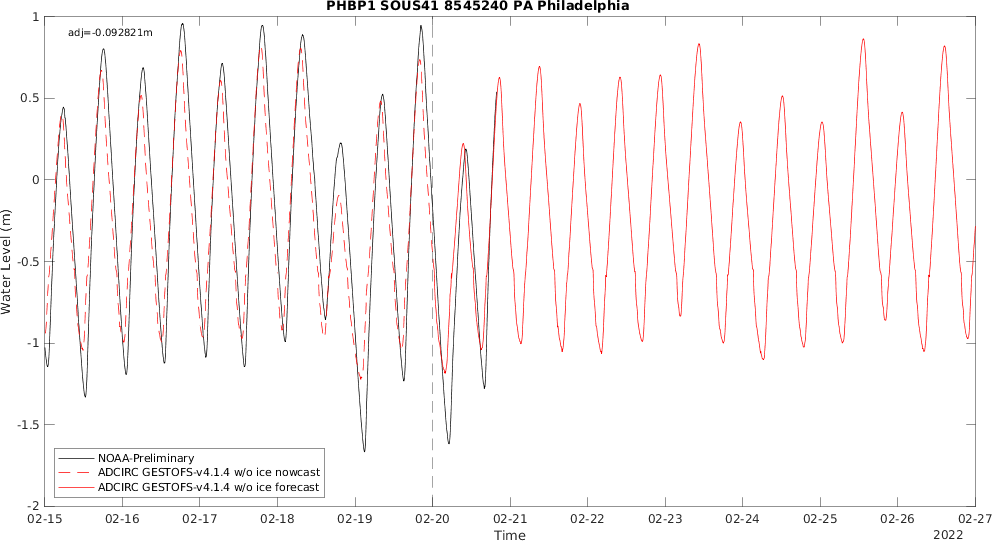 PHBP1 SOUS41 8545240 PA Philadelphia
adj=-0.092821m
1
0.5
0
-0.5
-1
-1.5
-2
Water Level (m)
NOAA-Preliminary
ADCIRC GESTOFS-v4.1.4 w/o ice nowcast
ADCIRC GESTOFS-v4.1.4 w/o ice forecast
02-15 02-16 02-17 02-18 02-19 02-20 02-21 02-22 02-23 02-24 02-25 02-26 02-27
Time
2022